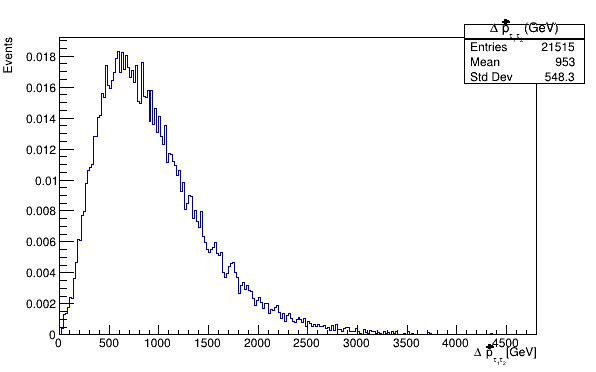 Δ p⃗ τ₁τ₂ (GeV)
Entries 21515
Mean 953
Std Dev 548.3
Events
0.018
0.016
0.014
0.012
0.01
0.008
0.006
0.004
0.002
0
0 500 1000 1500 2000 2500 3000 3500 4000 4500
Δ p⃗ τ₁τ₂ [GeV]